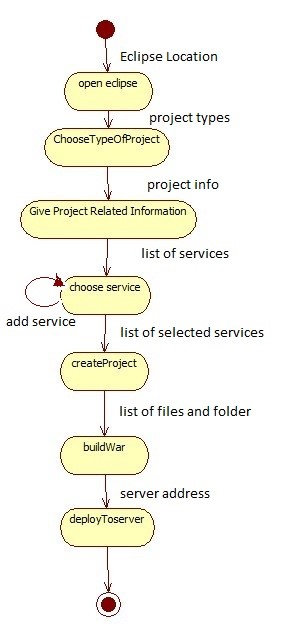 Eclipse Location
open eclipse
project types
ChooseTypeOfProject
project info
Give Project Related Information
list of services
choose service
add service
list of selected services
createProject
list of files and folder
buildWar
server address
deployToserver